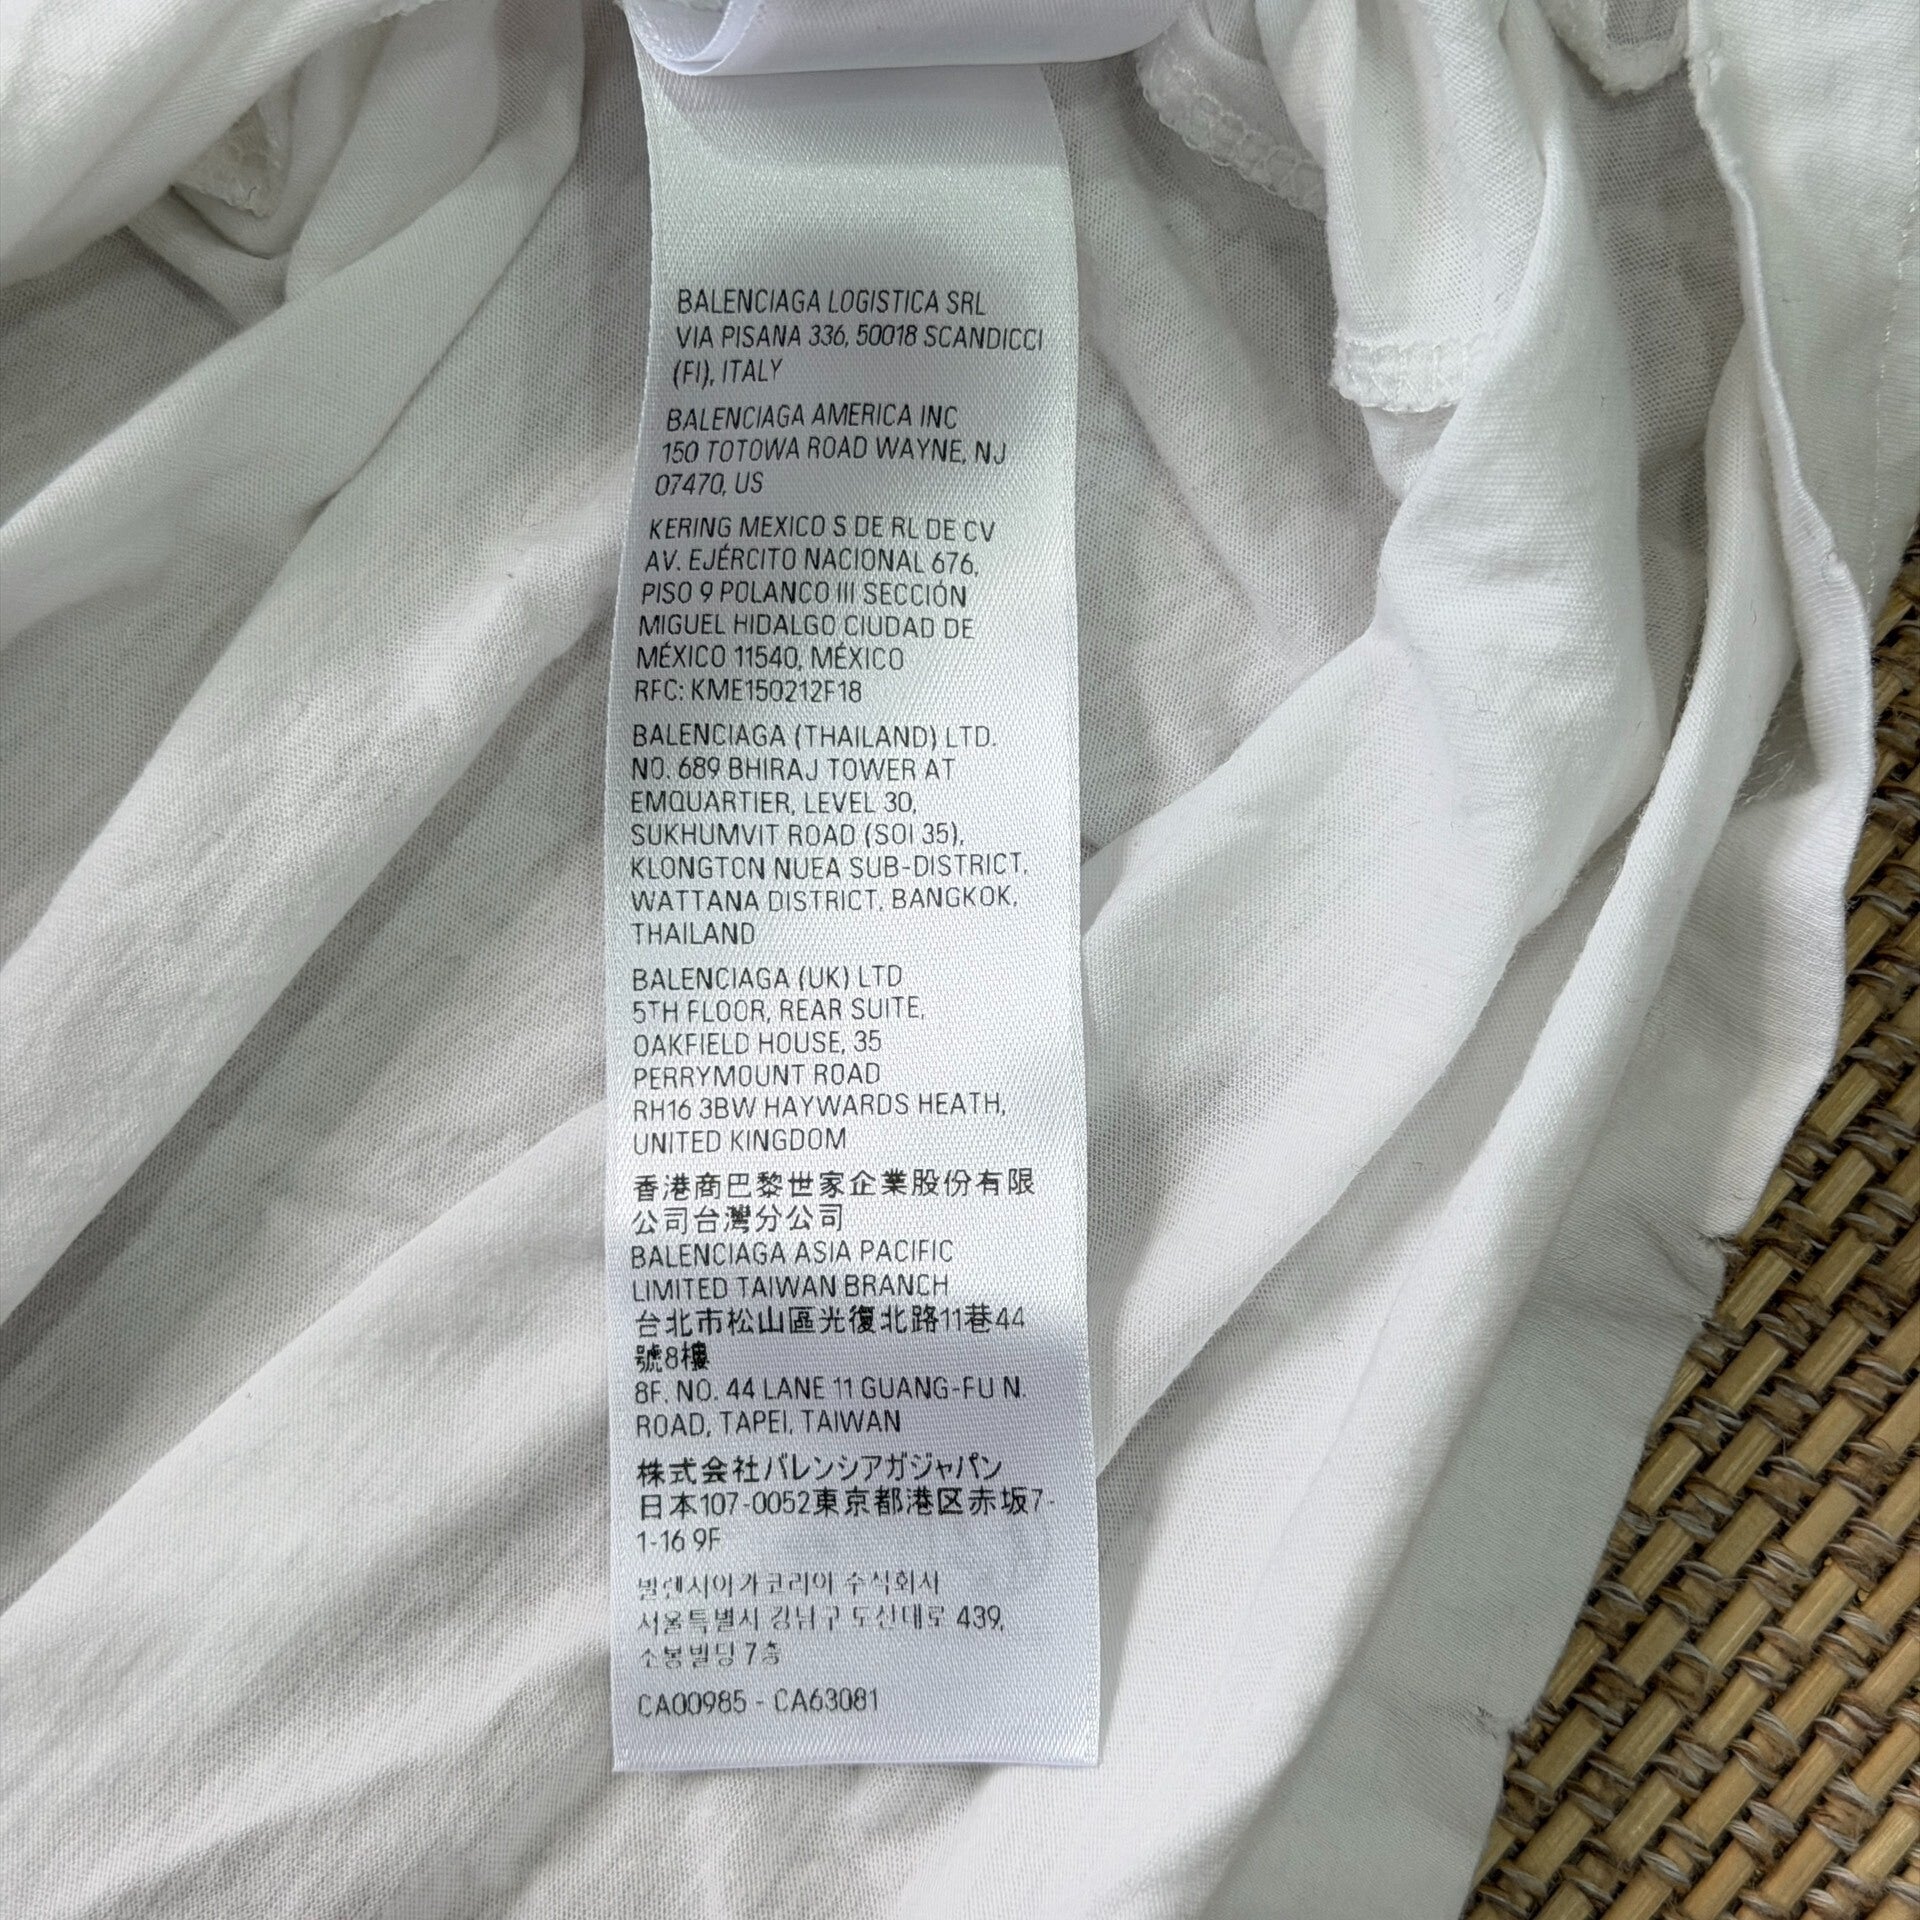 BALENCIAGA LOGISTICA SRL
VIA PISANA 336, 50018 SCANDICCI
(FI), ITALY
BALENCIAGA AMERICA INC
150 TOTOWA ROAD WAYNE, NJ
07470, US
KERING MEXICO S DE RL DE CV
AV. EJÉRCITO NACIONAL 676,
PISO 9 POLANCO III SECCIÓN
MIGUEL HIDALGO CIUDAD DE
MÉXICO 11540, MÉXICO
RFC: KME150212F18
BALENCIAGA (THAILAND) LTD.
NO. 689 BHIRAJ TOWER AT
EMQUARTIER, LEVEL 30,
SUKHUMVIT ROAD (SOI 35),
KLONGTON NUEA SUB-DISTRICT,
WATTANA DISTRICT, BANGKOK,
THAILAND
BALENCIAGA (UK) LTD
5TH FLOOR, REAR SUITE,
OAKFIELD HOUSE, 35
PERRYMOUNT ROAD
RH16 3BW HAYWARDS HEATH,
UNITED KINGDOM
香港商巴黎世家企業股份有限
公司台灣分公司
BALENCIAGA ASIA PACIFIC
LIMITED TAIWAN BRANCH
台北市松山區光復北路11巷44
號8樓
8F. NO. 44 LANE 11 GUANG-FU N.
ROAD, TAPEI, TAIWAN
株式会社バレンシアガジャパン
日本107-0052東京都港区赤坂7-
1-16 9F
발렌시아가코리아 주식회사
서울특별시 강남구 도산대로 439,
소봉빌딩 7층
CA00985 - CA63081